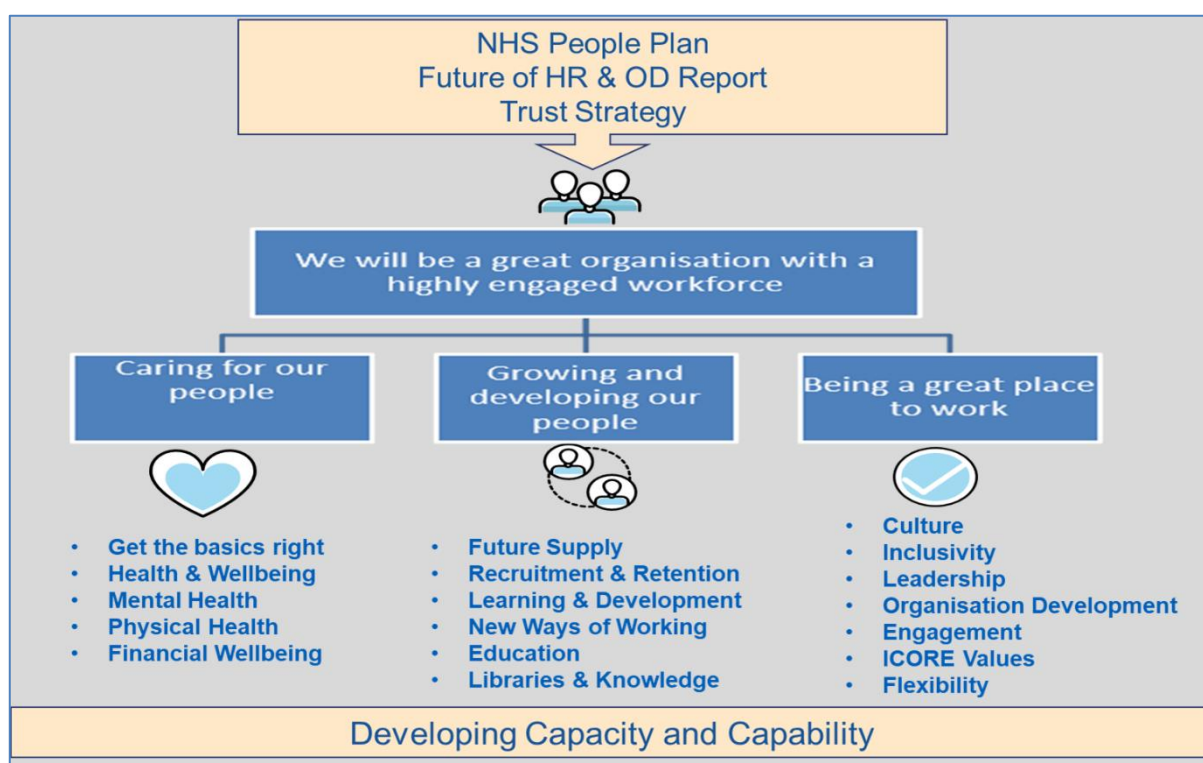 NHS People Plan
Future of HR & OD Report
Trust Strategy
We will be a great organisation with a
highly engaged workforce
Caring for our
people
Growing and
developing our
people
Being a great place
to work
• Get the basics right
• Health & Wellbeing
• Mental Health
• Physical Health
• Financial Wellbeing
• Future Supply
• Recruitment & Retention
• Learning & Development
• New Ways of Working
• Education
• Libraries & Knowledge
• Culture
• Inclusivity
• Leadership
• Organisation Development
• Engagement
• ICORE Values
• Flexibility
Developing Capacity and Capability